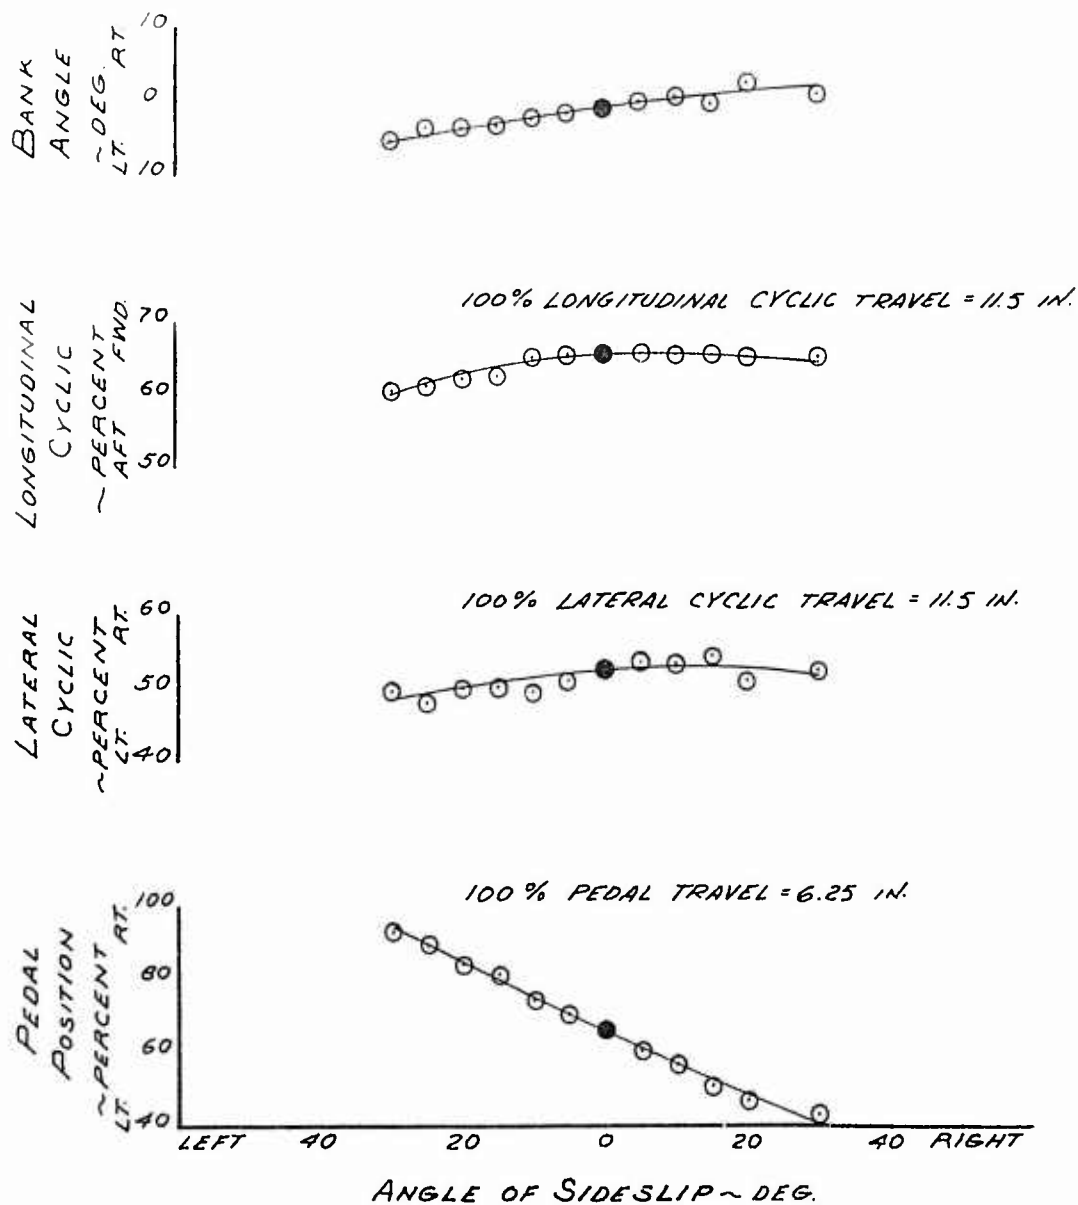 BANK
ANGLE
~DEG.
LT. RT
10
0
10
100% LONGITUDINAL CYCLIC TRAVEL = 11.5 IN.
LONGITUDINAL
CYCLIC
~PERCENT
AFT FWD.
70
60
50
100% LATERAL CYCLIC TRAVEL = 11.5 IN.
LATERAL
CYCLIC
~PERCENT
LT. RT.
60
50
40
100% PEDAL TRAVEL = 6.25 IN.
PEDAL
POSITION
~PERCENT
LT. RT.
100
80
60
40
LEFT 40 20 0 20 40 RIGHT
ANGLE OF SIDESLIP ~ DEG.